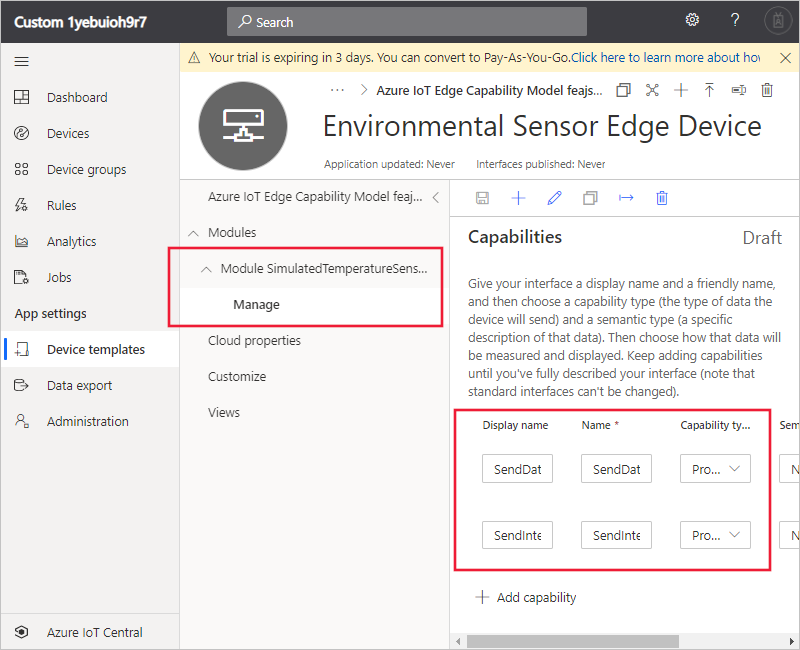 Custom 1yebuioh9r7
Search
?
Your trial is expiring in 3 days. You can convert to Pay-As-You-Go.Click here to learn more about how
Dashboard
Devices
Device groups
Rules
Analytics
Jobs
App settings
Device templates
Data export
Administration
Azure IoT Central
··· > Azure IoT Edge Capability Model feajs...
Environmental Sensor Edge Device
Application updated: Never Interfaces published: Never
Azure IoT Edge Capability Model feaj...
Modules
Module SimulatedTemperatureSens...
Manage
Cloud properties
Customize
Views
Capabilities
Draft
Give your interface a display name and a friendly name,
and then choose a capability type (the type of data the
device will send) and a semantic type (a specific
description of that data). Then choose how that data will
be measured and displayed. Keep adding capabilities
until you've fully described your interface (note that
standard interfaces can't be changed).
Display name Name * Capability ty... Sem
SendDat SendDat Pro... N
SendInte SendInte Pro... N
Add capability